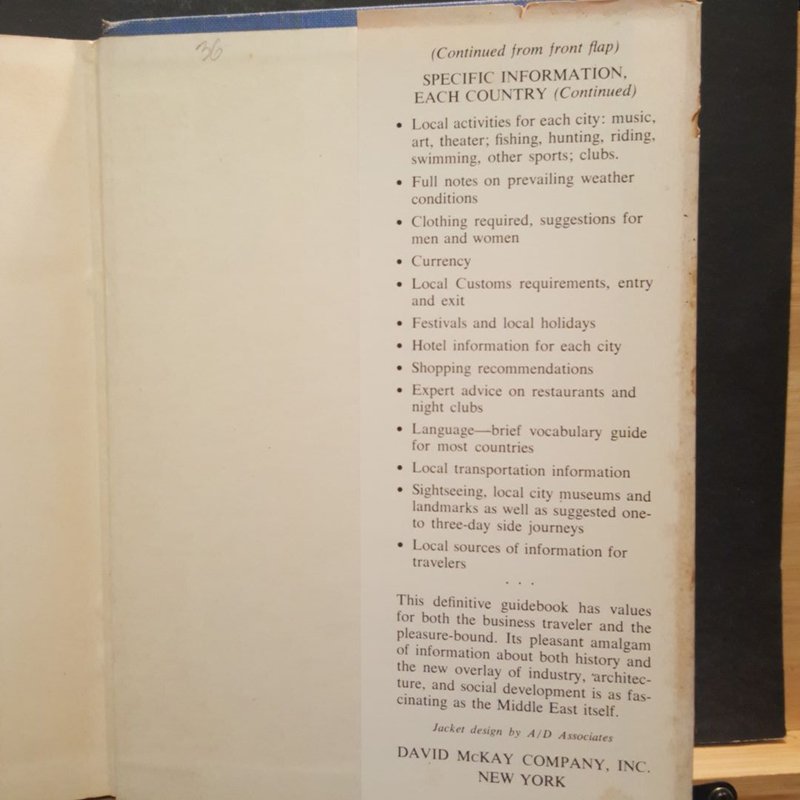 36
(Continued from front flap)
SPECIFIC INFORMATION,
EACH COUNTRY (Continued)
• Local activities for each city: music,
art, theater; fishing, hunting, riding,
swimming, other sports; clubs.
• Full notes on prevailing weather
conditions
• Clothing required, suggestions for
men and women
• Currency
• Local Customs requirements, entry
and exit
• Festivals and local holidays
• Hotel information for each city
• Shopping recommendations
• Expert advice on restaurants and
night clubs
• Language—brief vocabulary guide
for most countries
• Local transportation information
• Sightseeing, local city museums and
landmarks as well as suggested one-
to three-day side journeys
• Local sources of information for
travelers
. . .
This definitive guidebook has values
for both the business traveler and the
pleasure-bound. Its pleasant amalgam
of information about both history and
the new overlay of industry, architec-
ture, and social development is as fas-
cinating as the Middle East itself.
Jacket design by A/D Associates
DAVID McKAY COMPANY, INC.
NEW YORK